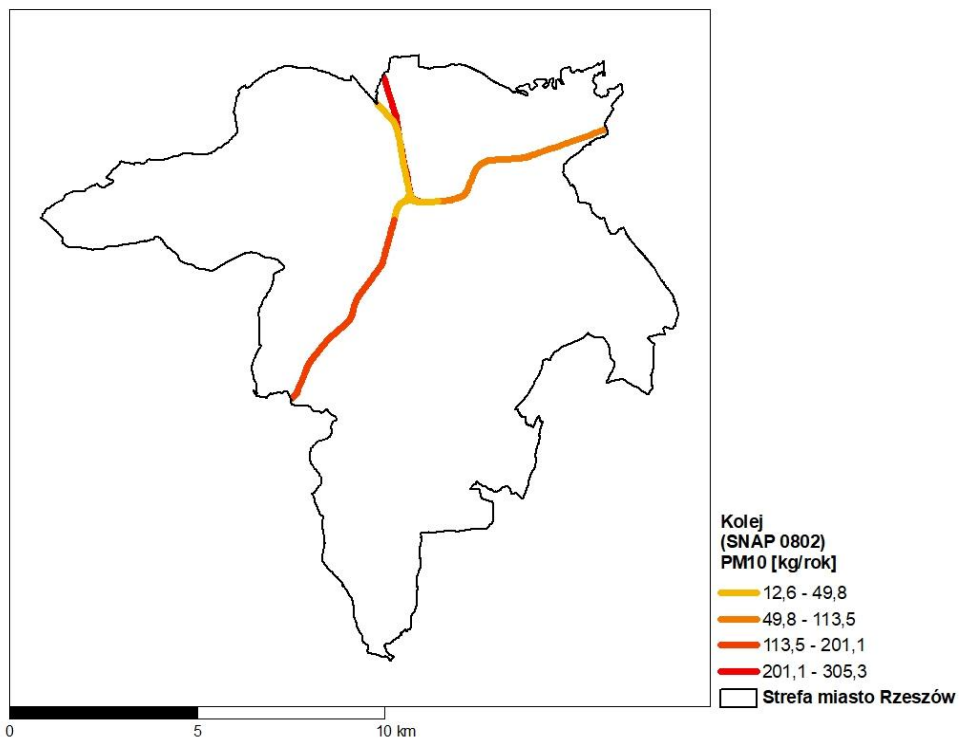 Kolej
(SNAP 0802)
PM10 [kg/rok]
12,6 - 49,8
49,8 - 113,5
113,5 - 201,1
201,1 - 305,3
Strefa miasto Rzeszów
0 5 10 km